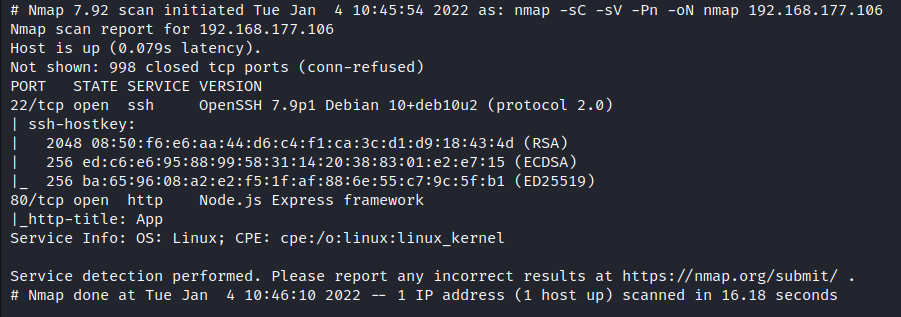 # Nmap 7.92 scan initiated Tue Jan  4 10:45:54 2022 as: nmap -sC -sV -Pn -oN nmap 192.168.177.106
Nmap scan report for 192.168.177.106
Host is up (0.079s latency).
Not shown: 998 closed tcp ports (conn-refused)
PORT   STATE SERVICE VERSION
22/tcp open  ssh     OpenSSH 7.9p1 Debian 10+deb10u2 (protocol 2.0)
| ssh-hostkey:
|   2048 08:50:f6:e6:aa:44:d6:c4:f1:ca:3c:d1:d9:18:43:4d (RSA)
|   256 ed:c6:e6:95:88:99:58:31:14:20:38:83:01:e2:e7:15 (ECDSA)
|_  256 ba:65:96:08:a2:e2:f5:1f:af:88:6e:55:c7:9c:5f:b1 (ED25519)
80/tcp open  http    Node.js Express framework
|_http-title: App
Service Info: OS: Linux; CPE: cpe:/o:linux:linux_kernel

Service detection performed. Please report any incorrect results at https://nmap.org/submit/ .
# Nmap done at Tue Jan  4 10:46:10 2022 -- 1 IP address (1 host up) scanned in 16.18 seconds